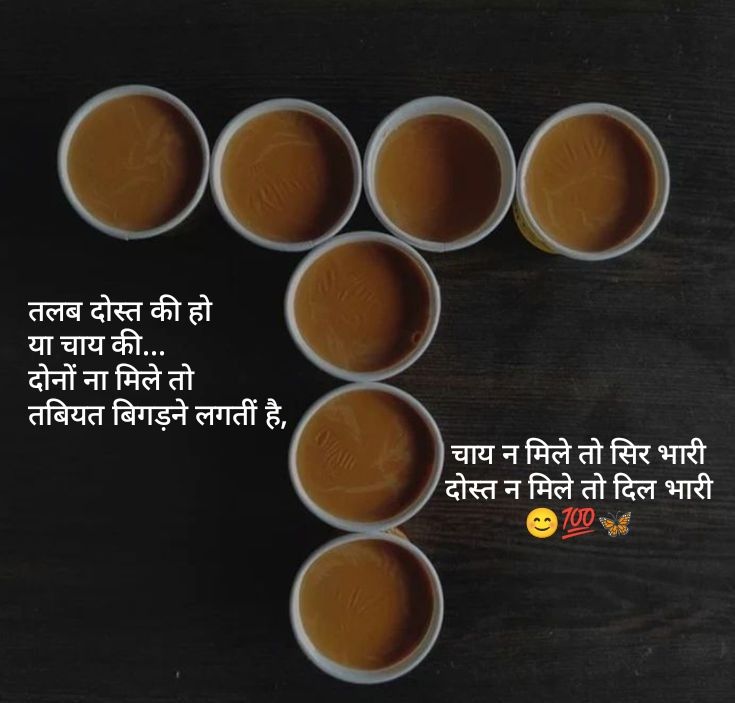 तलब दोस्त की हो
या चाय की...
दोनों ना मिले तो
तबियत बिगड़ने लगतीं है,
चाय न मिले तो सिर भारी
दोस्त न मिले तो दिल भारी
😊💯🦋